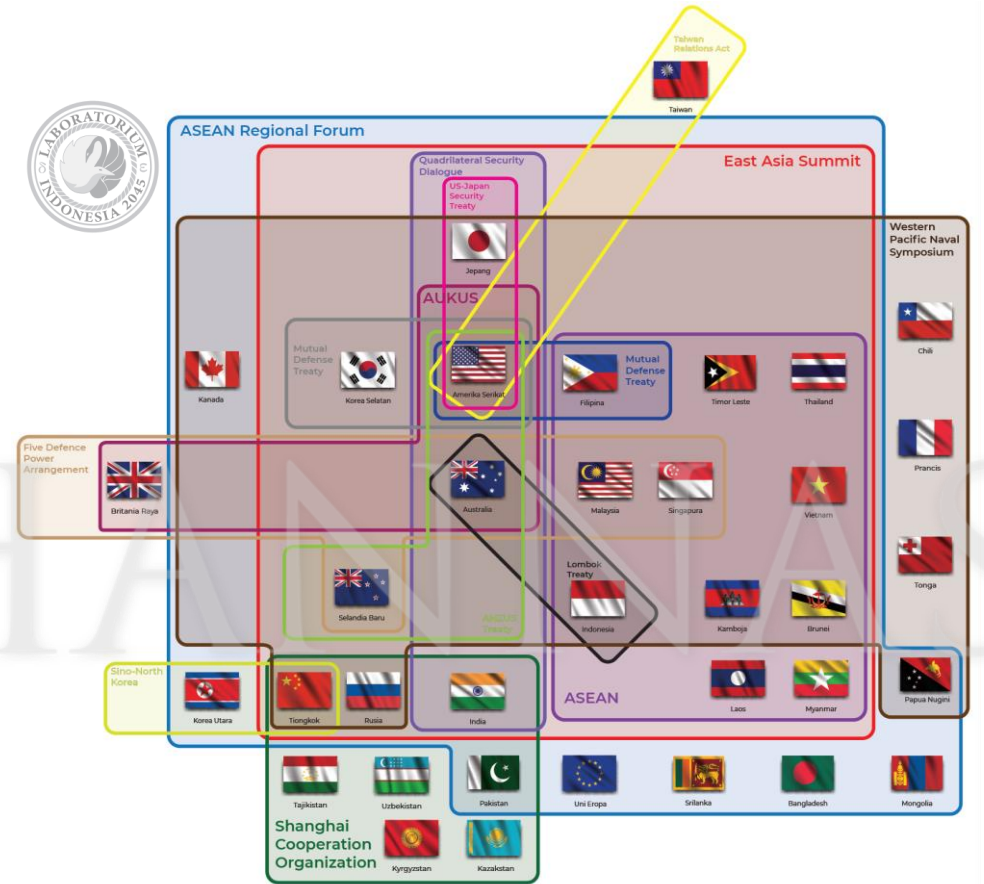 Taiwan
Relations Act
Taiwan
LABORATORIUM
INDONESIA 2045
ASEAN Regional Forum
Quadrilateral Security
Dialogue
East Asia Summit
US-Japan
Security
Treaty
Western
Pacific Naval
Symposium
Jepang
AUKUS
Mutual
Defense
Treaty
Mutual
Defense
Treaty
Kanada
Korea Selatan
Amerika Serikat
Filipina
Timor Leste
Thailand
Chili
Five Defence
Power
Arrangement
Prancis
Britania Raya
Australia
Malaysia
Singapura
Vietnam
Lombok
Treaty
Selandia Baru
Treaty
Indonesia
Kamboja
Brunei
Tonga
Sino-North
Korea
ASEAN
Korea Utara
Tiongkok
Rusia
India
Laos
Myanmar
Papua Nugini
Tajikistan
Uzbekistan
Pakistan
Uni Eropa
Srilanka
Bangladesh
Mongolia
Shanghai
Cooperation
Organization
Kyrgyzstan
Kazakstan